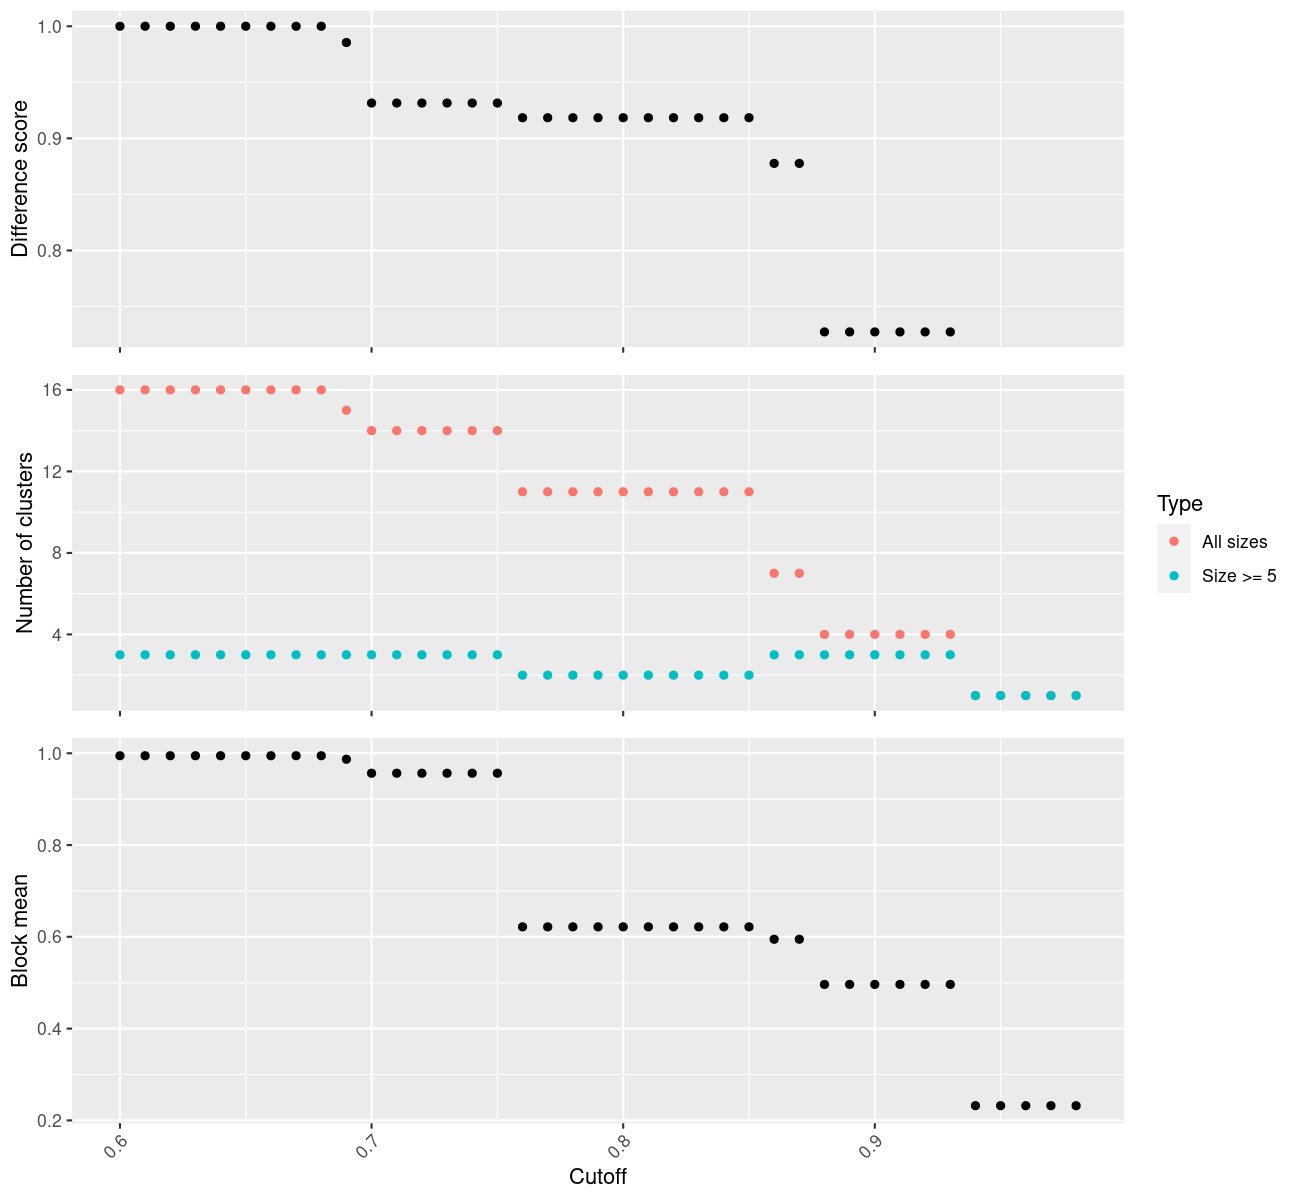 Difference score
1.0
0.9
0.8
Number of clusters
16
12
8
4
Type
All sizes
Size >= 5
Block mean
1.0
0.8
0.6
0.4
0.2
0.6
0.7
0.8
0.9
Cutoff